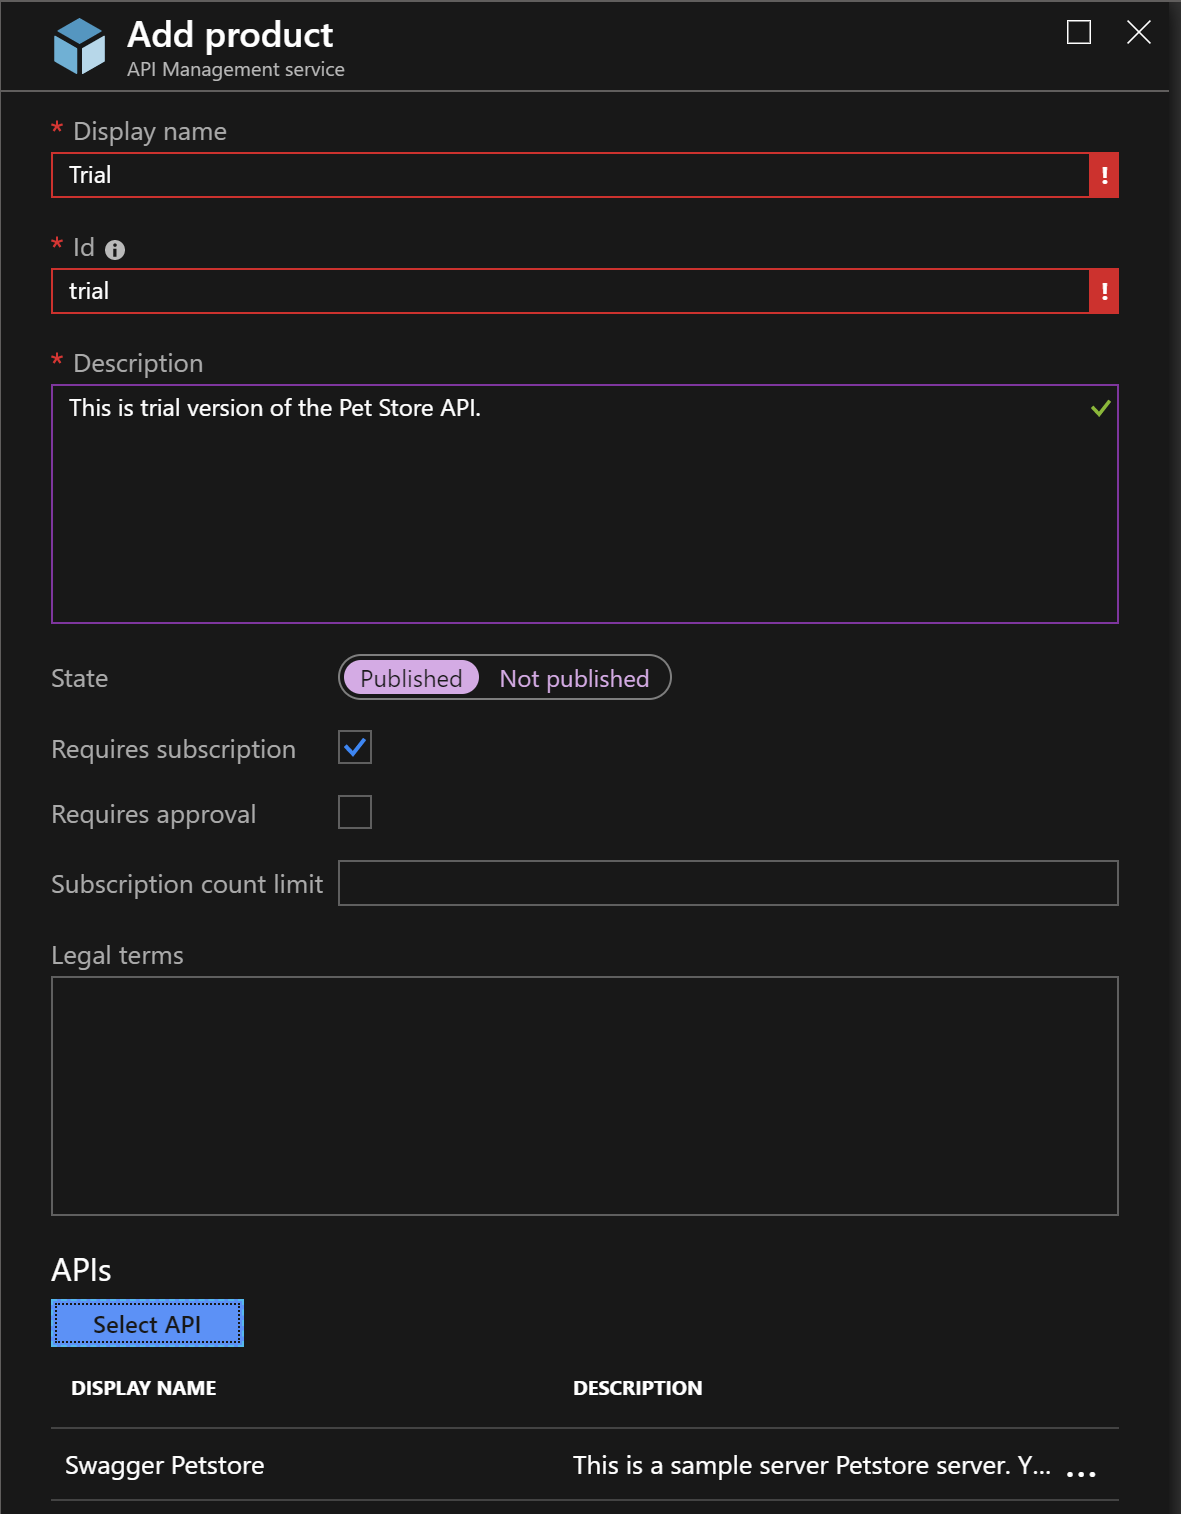 Add product
API Management service
* Display name
Trial
!
* Id
trial
!
* Description
This is trial version of the Pet Store API.
State
Published Not published
Requires subscription
Requires approval
Subscription count limit
Legal terms
APIs
Select API
DISPLAY NAME DESCRIPTION
Swagger Petstore This is a sample server Petstore server. Y... ...